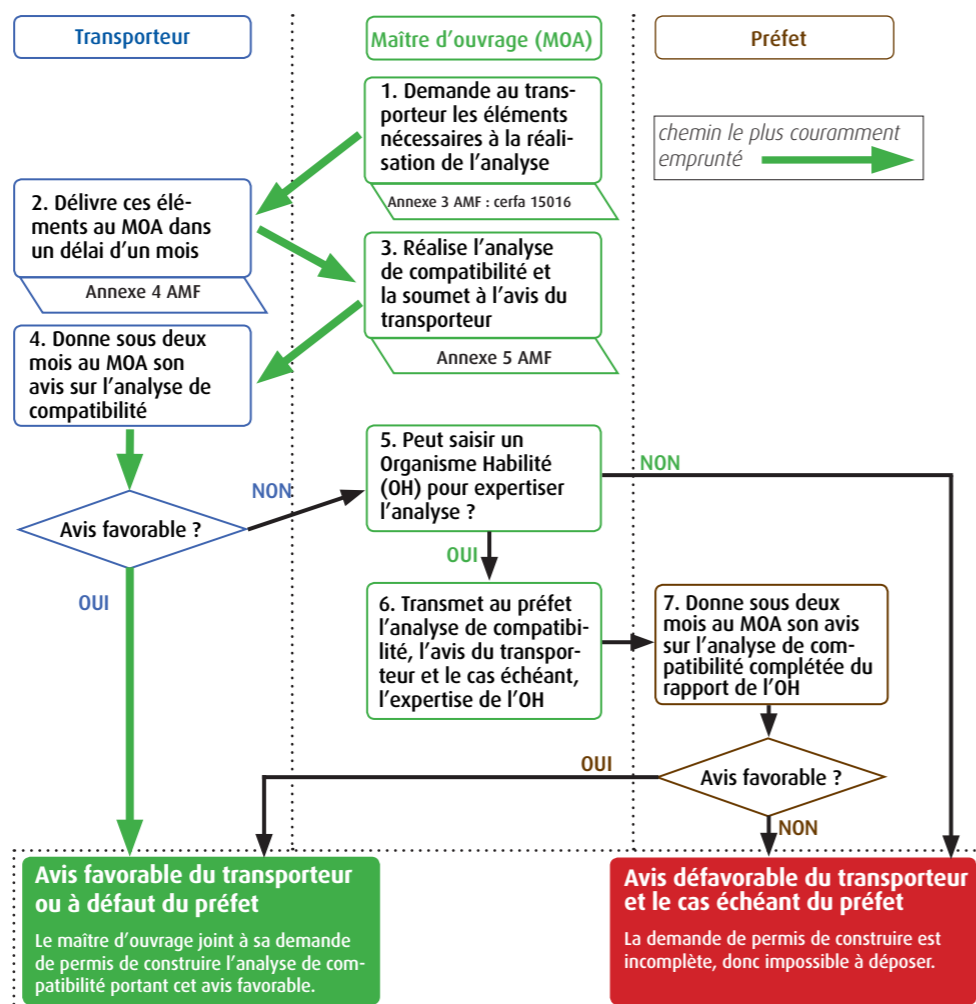 Transporteur
Maître d'ouvrage (MOA)
Préfet
1. Demande au trans-
porteur les éléments
nécessaires à la réali-
sation de l'analyse
Annexe 3 AMF : cerfa 15016
chemin le plus couramment
emprunté
2. Délivre ces élé-
ments au MOA dans
un délai d'un mois
Annexe 4 AMF
3. Réalise l'analyse
de compatibilité et
la soumet à l'avis du
transporteur
Annexe 5 AMF
4. Donne sous deux
mois au MOA son
avis sur l'analyse de
compatibilité
5. Peut saisir un
Organisme Habilité
(OH) pour expertiser
l'analyse ?
NON
NON
Avis favorable ?
OUI
OUI
6. Transmet au préfet
l'analyse de compatibi-
lité, l'avis du transpor-
teur et le cas échéant,
l'expertise de l'OH
7. Donne sous deux
mois au MOA son avis
sur l'analyse de com-
patibilité complétée du
rapport de l'OH
OUI
Avis favorable ?
NON
Avis favorable du transporteur
ou à défaut du préfet
Le maître d'ouvrage joint à sa demande
de permis de construire l'analyse de com-
patibilité portant cet avis favorable.
Avis défavorable du transporteur
et le cas échéant du préfet
La demande de permis de construire est
incomplète, donc impossible à déposer.